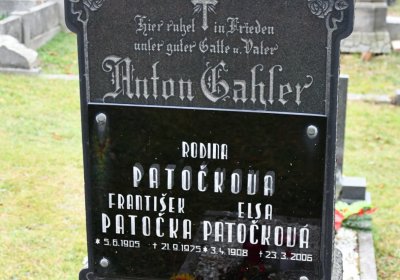 Hier ruhet in Frieden
unser guter Gatte u. Vater
Anton Gahler
RODINA
PATOČKOVA
FRANTIŠEK ELSA
PATOČKA PATOČKOVÁ
* 5.6.1905 † 21.9.1975 * 3.4.1908 † 23.3.2006